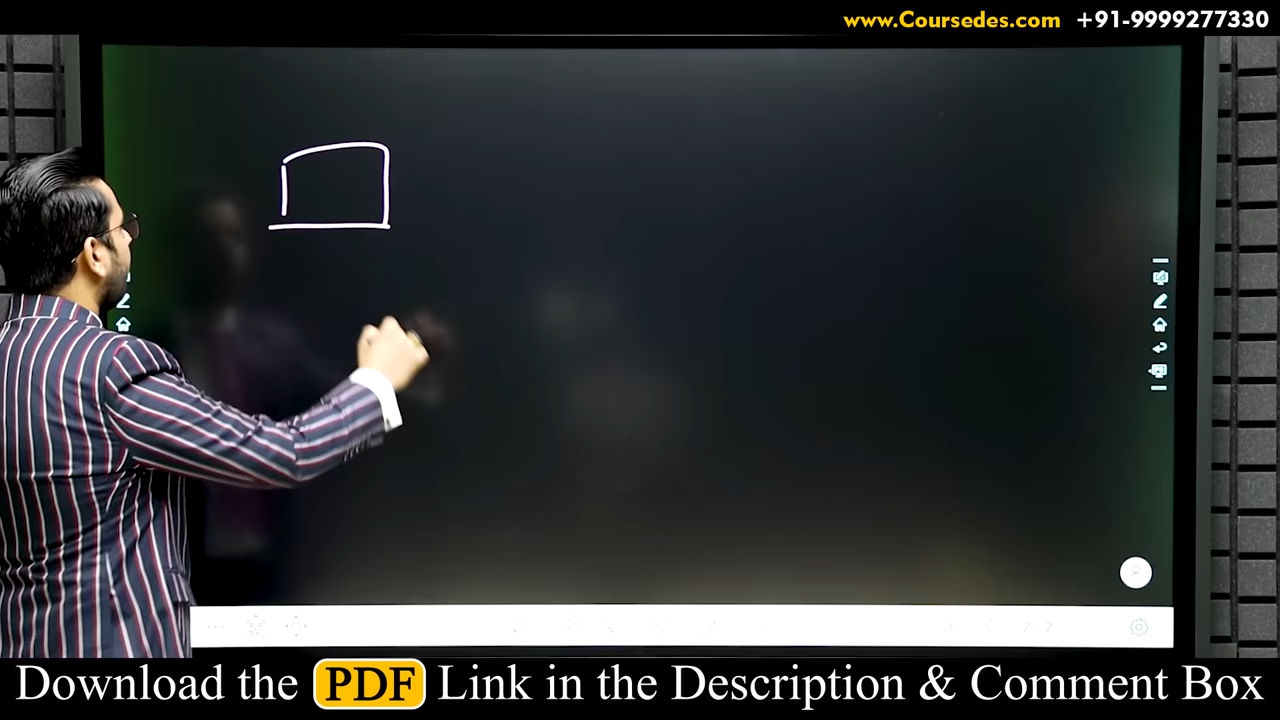 www.Coursedes.com +91-9999277330
Download the PDF Link in the Description & Comment Box